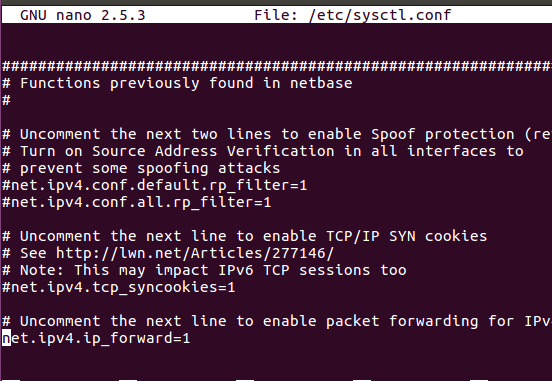 GNU nano 2.5.3 File: /etc/sysctl.conf
###################################################################
# Functions previously found in netbase
#
# Uncomment the next two lines to enable Spoof protection (re
# Turn on Source Address Verification in all interfaces to
# prevent some spoofing attacks
#net.ipv4.conf.default.rp_filter=1
#net.ipv4.conf.all.rp_filter=1
# Uncomment the next line to enable TCP/IP SYN cookies
# See http://lwn.net/Articles/277146/
# Note: This may impact IPv6 TCP sessions too
#net.ipv4.tcp_syncookies=1
# Uncomment the next line to enable packet forwarding for IPv
net.ipv4.ip_forward=1